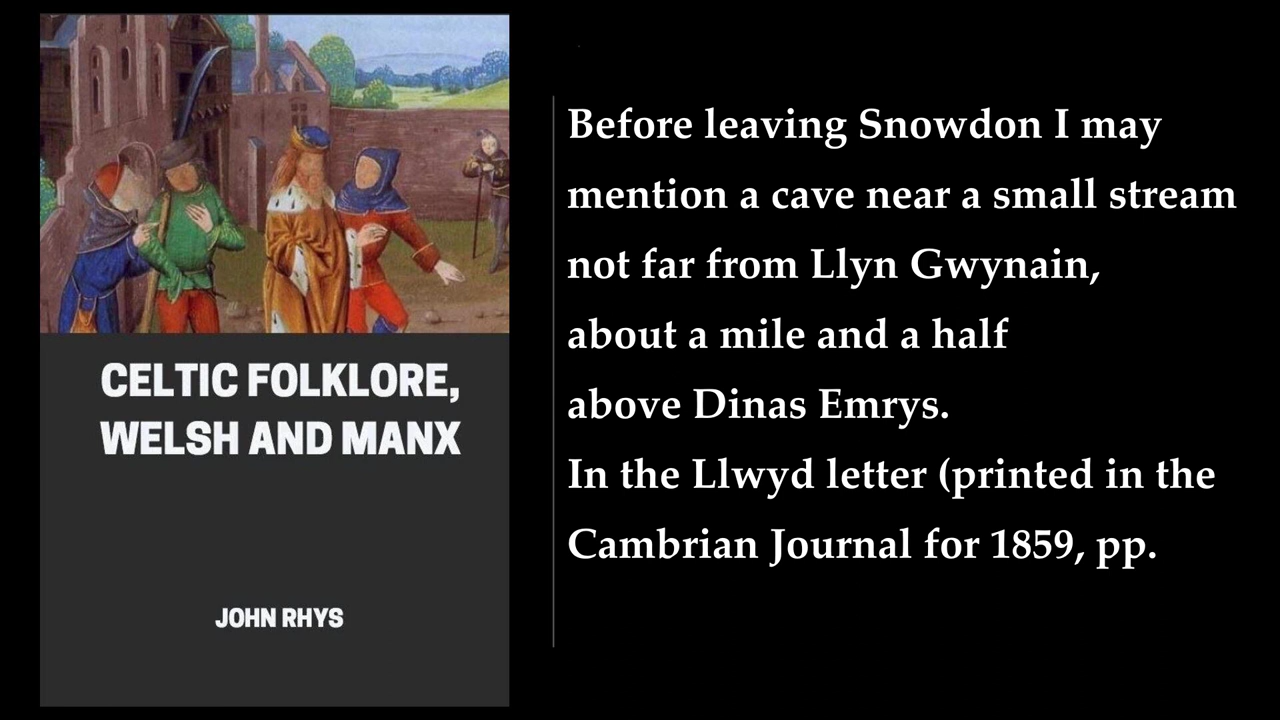 CELTIC FOLKLORE,
WELSH AND MANX
JOHN RHYS
Before leaving Snowdon I may
mention a cave near a small stream
not far from Llyn Gwynain,
about a mile and a half
above Dinas Emrys.
In the Llwyd letter (printed in the
Cambrian Journal for 1859, pp.